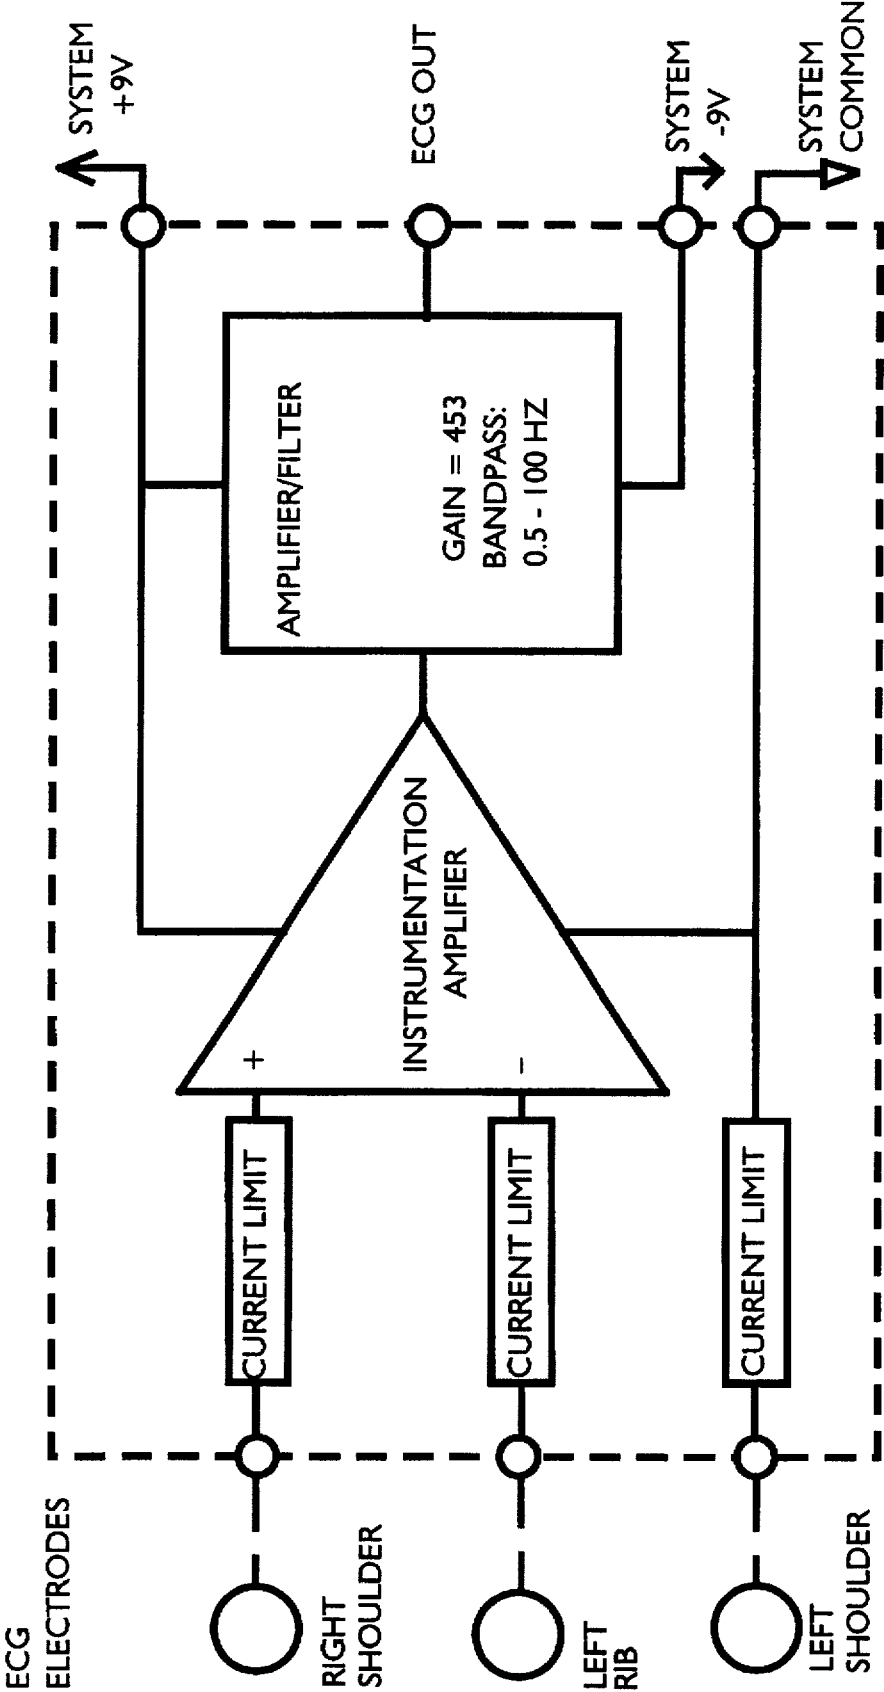 ECG
ELECTRODES
RIGHT
SHOULDER
LEFT
RIB
LEFT
SHOULDER
CURRENT LIMIT
CURRENT LIMIT
CURRENT LIMIT
+
-
INSTRUMENTATION
AMPLIFIER
AMPLIFIER/FILTER
GAIN = 453
BANDPASS:
0.5 - 100 HZ
SYSTEM
+9V
ECG OUT
SYSTEM
-9V
SYSTEM
COMMON